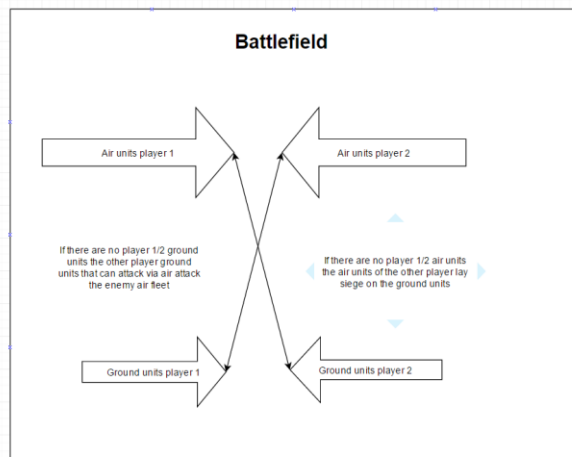 Battlefield
Air units player 1
Air units player 2
If there are no player 1/2 ground
units the other player ground
units that can attack via air attack
the enemy air fleet
If there are no player 1/2 air units
the air units of the other player lay
siege on the ground units
Ground units player 1
Ground units player 2